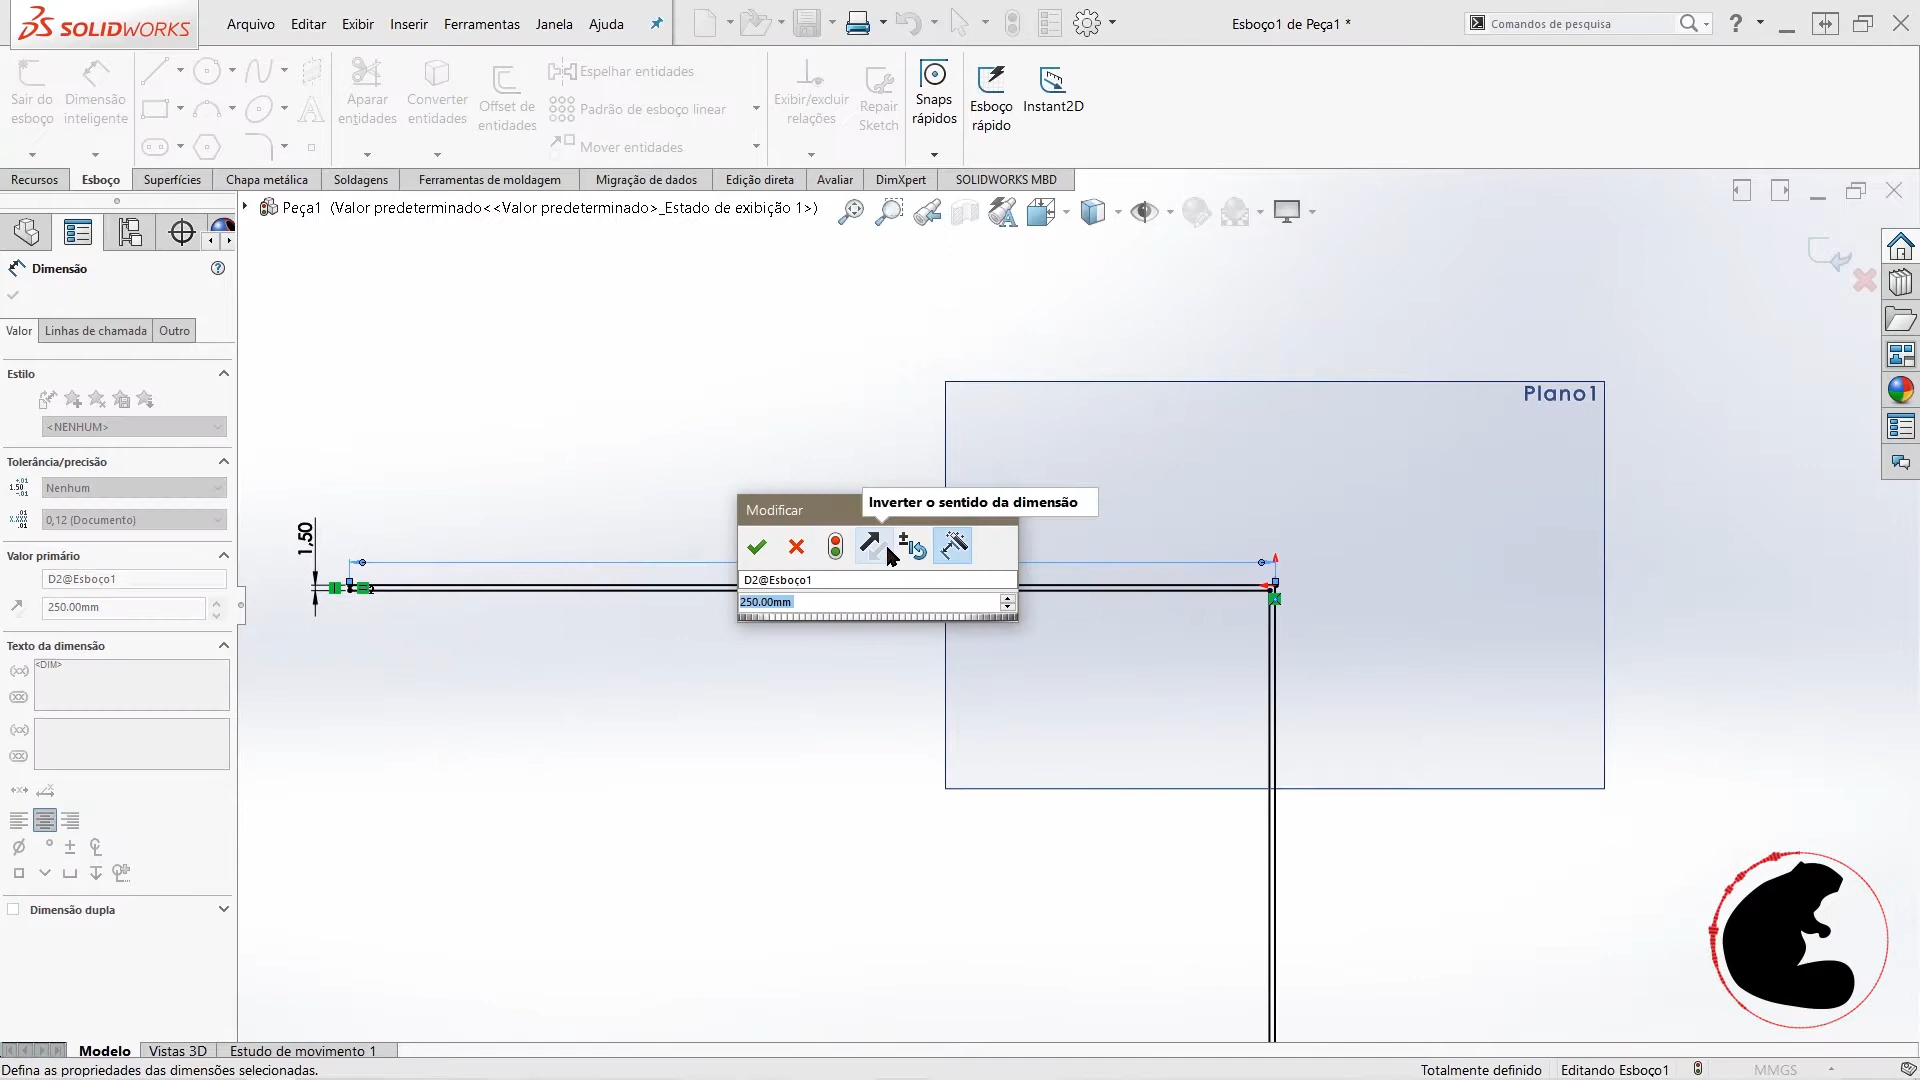 SOLIDWORKS
Arquivo Editar Exibir Inserir Ferramentas Janela Ajuda
Esboço1 de Peça1 *
Comandos de pesquisa
?
Sair do esboço
Dimensão inteligente
Aparar entidades
Converter entidades
Offset de entidades
Espelhar entidades
Padrão de esboço linear
Mover entidades
Exibir/excluir relações
Repair Sketch
Snaps rápidos
Esboço rápido
Instant2D
Recursos Esboço Superfícies Chapa metálica Soldagens Ferramentas de moldagem Migração de dados Edição direta Avaliar DimXpert SOLIDWORKS MBD
Peça1 (Valor predeterminado<<Valor predeterminado>_Estado de exibição 1>)
Dimensão
Valor Linhas de chamada Outro
Estilo
<NENHUM>
Tolerância/precisão
Nenhum
0,12 (Documento)
Valor primário
D2@Esboço1
250.00mm
Texto da dimensão
<DIM>
Dimensão dupla
Plano1
1,50
Modificar
Inverter o sentido da dimensão
D2@Esboço1
250.00mm
Modelo Vistas 3D Estudo de movimento 1
Defina as propriedades das dimensões selecionadas.
Totalmente definido Editando Esboço1 MMGS